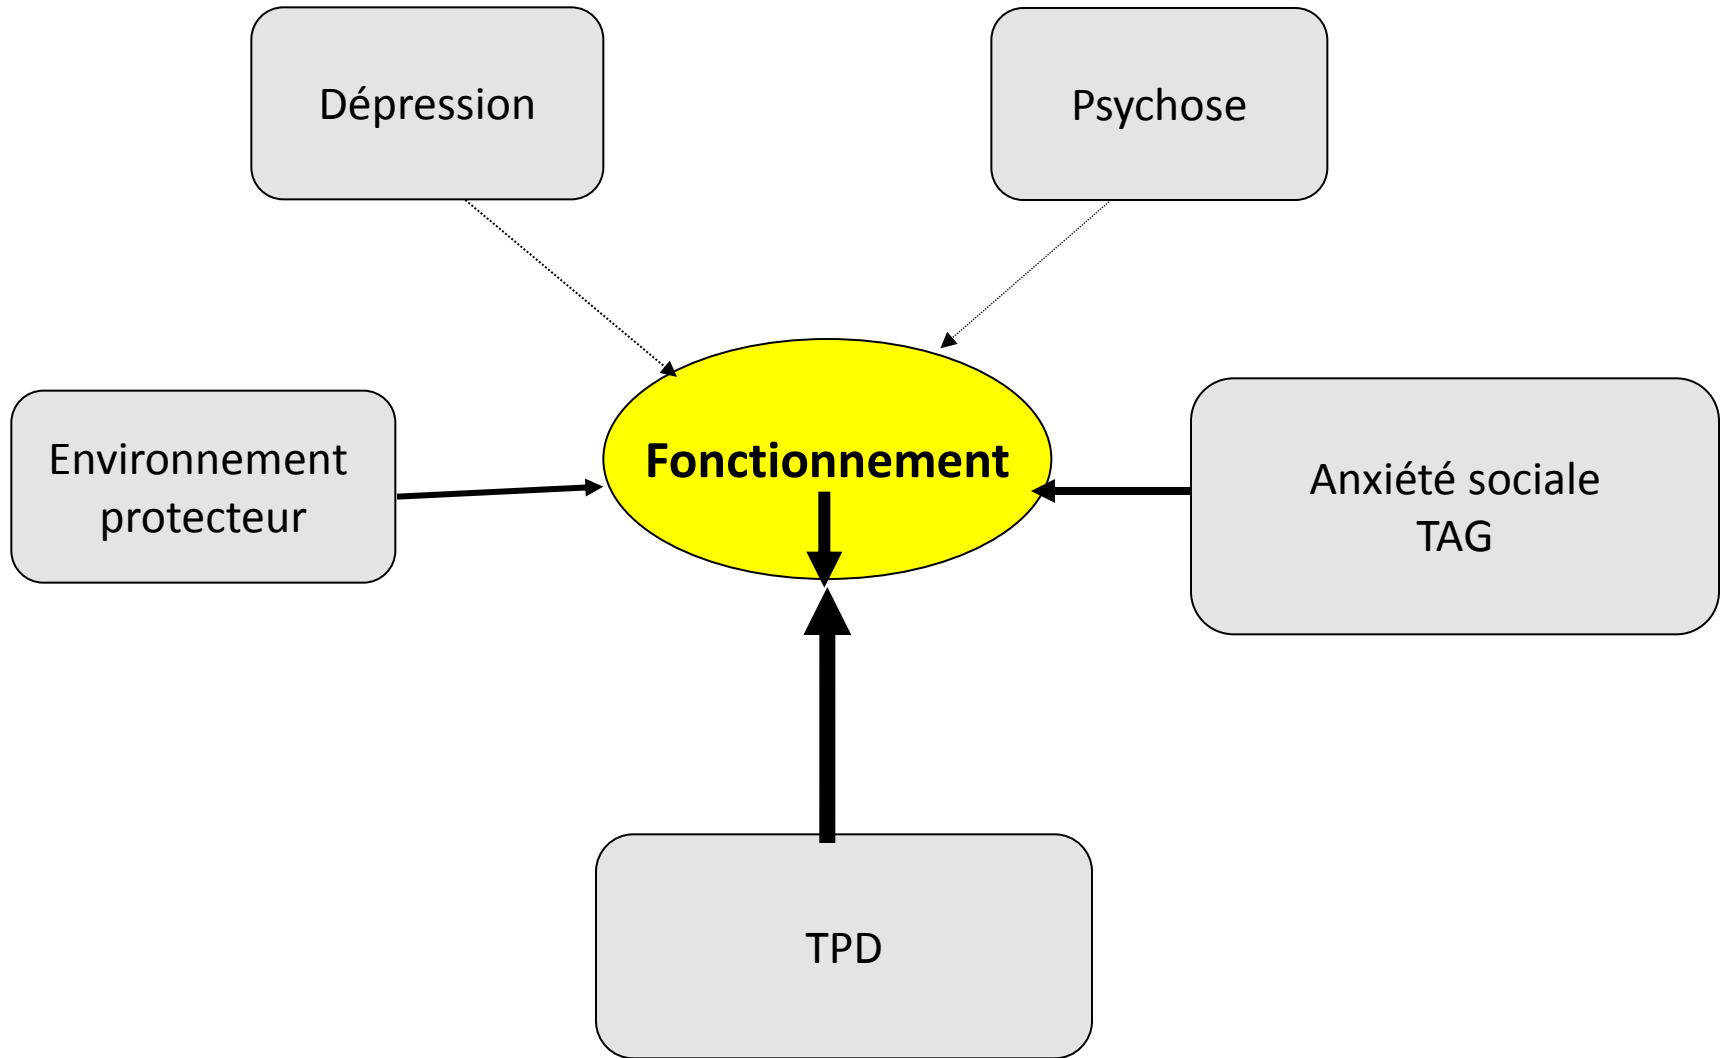 Dépression
Psychose
Environnement
protecteur
Fonctionnement
Anxiété sociale
TAG
TPD